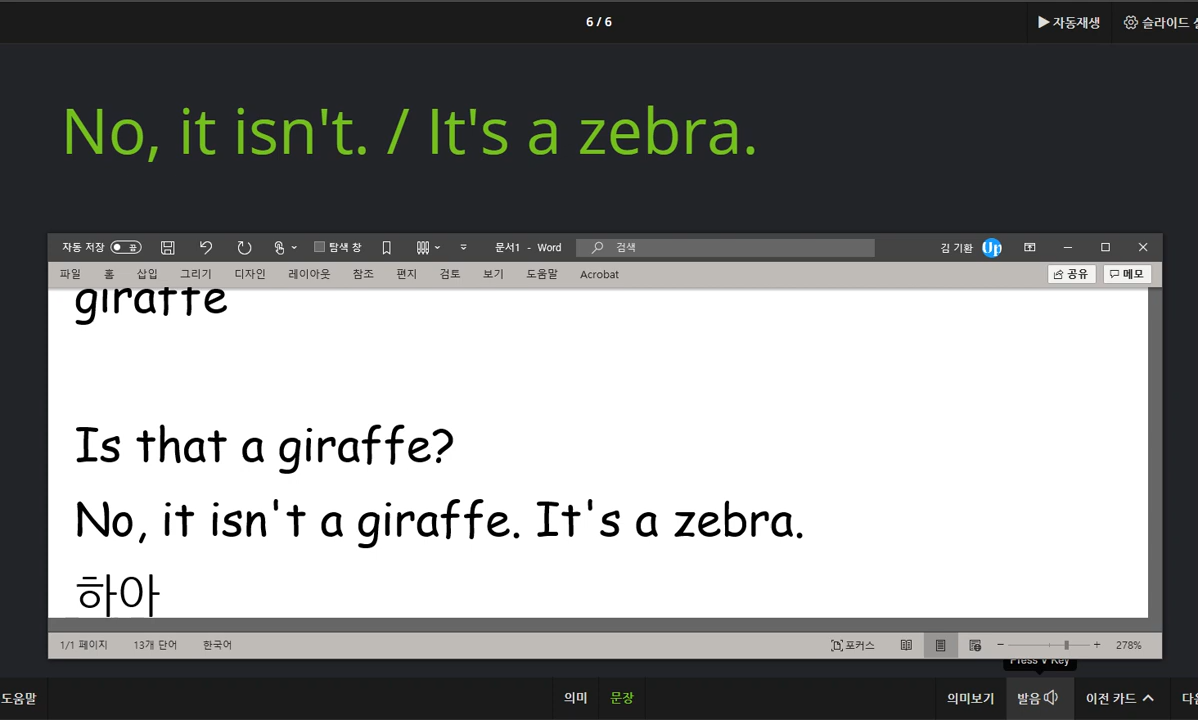 6 / 6
▶자동재생
슬라이드
No, it isn't. / It's a zebra.
자동 저장
탐색 창
문서1 - Word
검색
김 기환
Up
파일 홈 삽입 그리기 디자인 레이아웃 참조 편지 검토 보기 도움말 Acrobat
공유
메모
giraffe
Is that a giraffe?
No, it isn't a giraffe. It's a zebra.
하아
1/1 페이지 13개 단어 한국어
포커스
278%
Press V Key
도움말
의미 문장
의미보기 발음 이전 카드